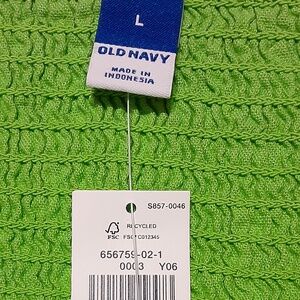 L
OLD NAVY
MADE IN
INDONESIA
S857-0046
RECYCLED
FSC FSC® C012345
656759-02-1
0003 Y06